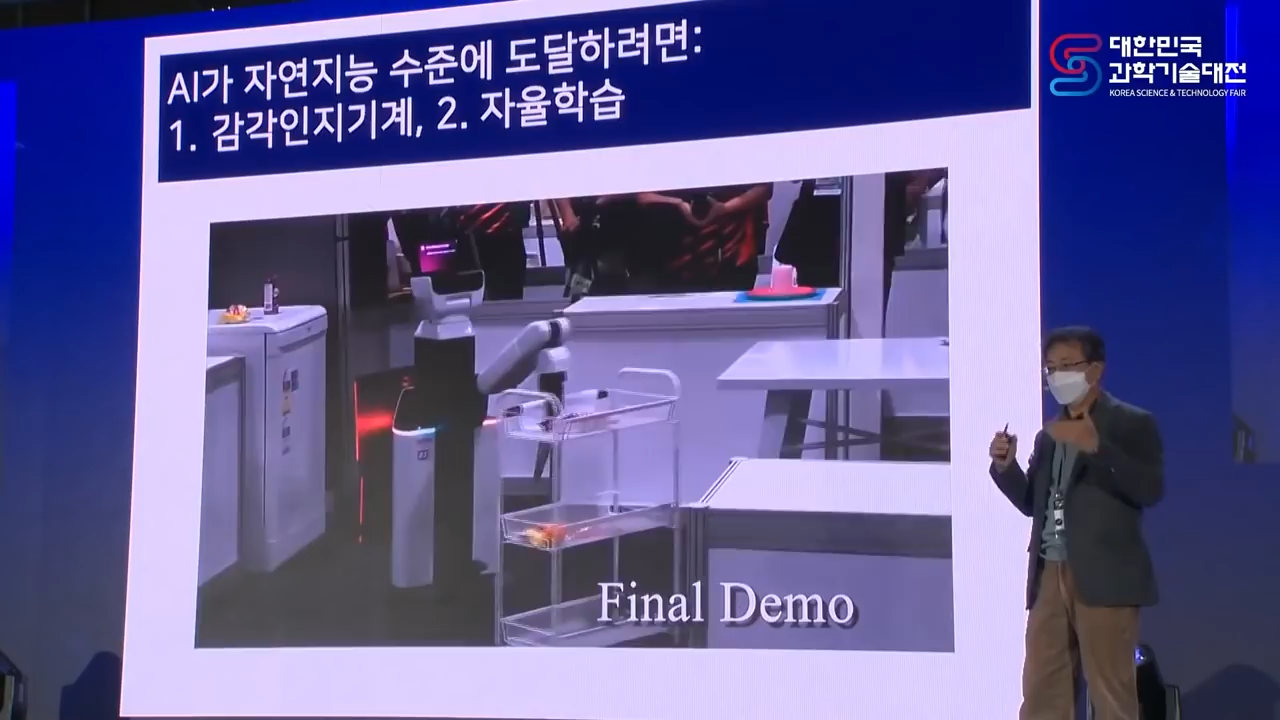 AI가 자연지능 수준에 도달하려면:
1. 감각인지기계, 2. 자율학습
대한민국
과학기술대전
KOREA SCIENCE & TECHNOLOGY FAIR
Final Demo